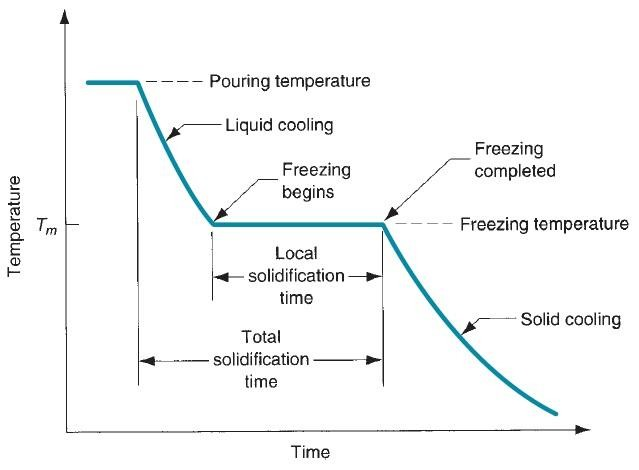 Pouring temperature
Liquid cooling
Freezing
begins
Freezing
completed
Temperature
Tm
Freezing temperature
Local
solidification
time
Solid cooling
Total
solidification
time
Time